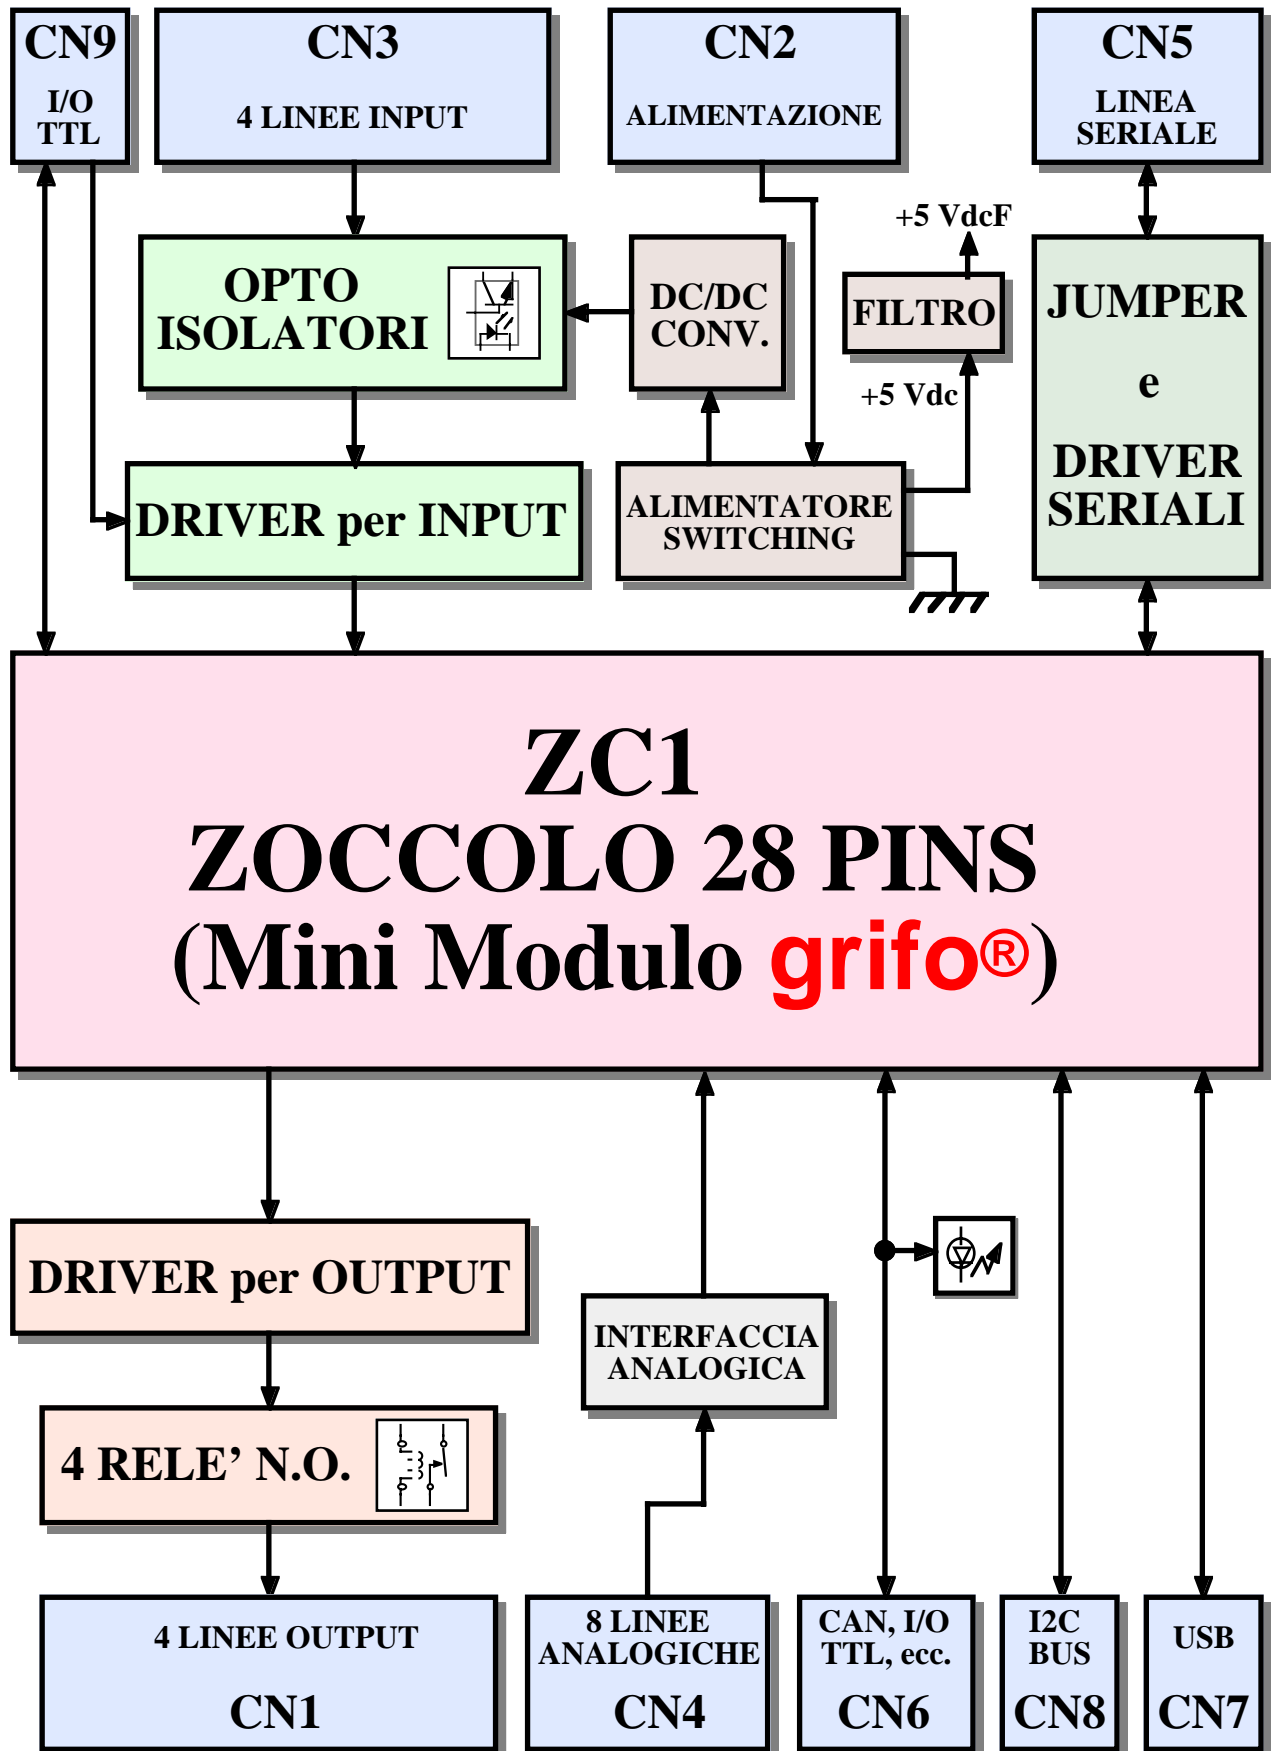 CN9
I/O
TTL
CN3
4 LINEE INPUT
CN2
ALIMENTAZIONE
CN5
LINEA
SERIALE
+5 VdcF
OPTO
ISOLATORI
DC/DC
CONV.
FILTRO
+5 Vdc
JUMPER
e
DRIVER
SERIALI
DRIVER per INPUT
ALIMENTATORE
SWITCHING
ZC1
ZOCCOLO 28 PINS
(Mini Modulo grifo®)
DRIVER per OUTPUT
INTERFACCIA
ANALOGICA
4 RELE’ N.O.
4 LINEE OUTPUT
CN1
8 LINEE
ANALOGICHE
CN4
CAN, I/O
TTL, ecc.
CN6
I2C
BUS
CN8
USB
CN7